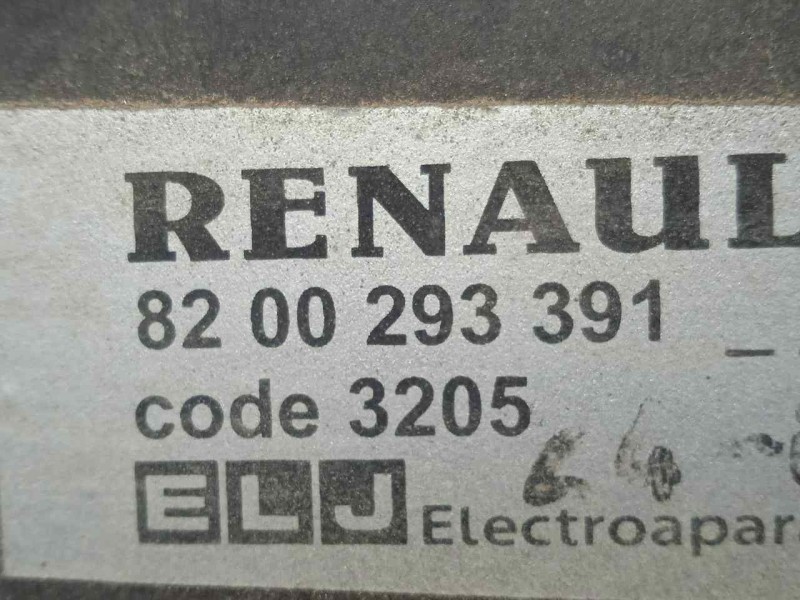 RENAUL
82 00 293 391 _
code 3205
ELJ Electroapar